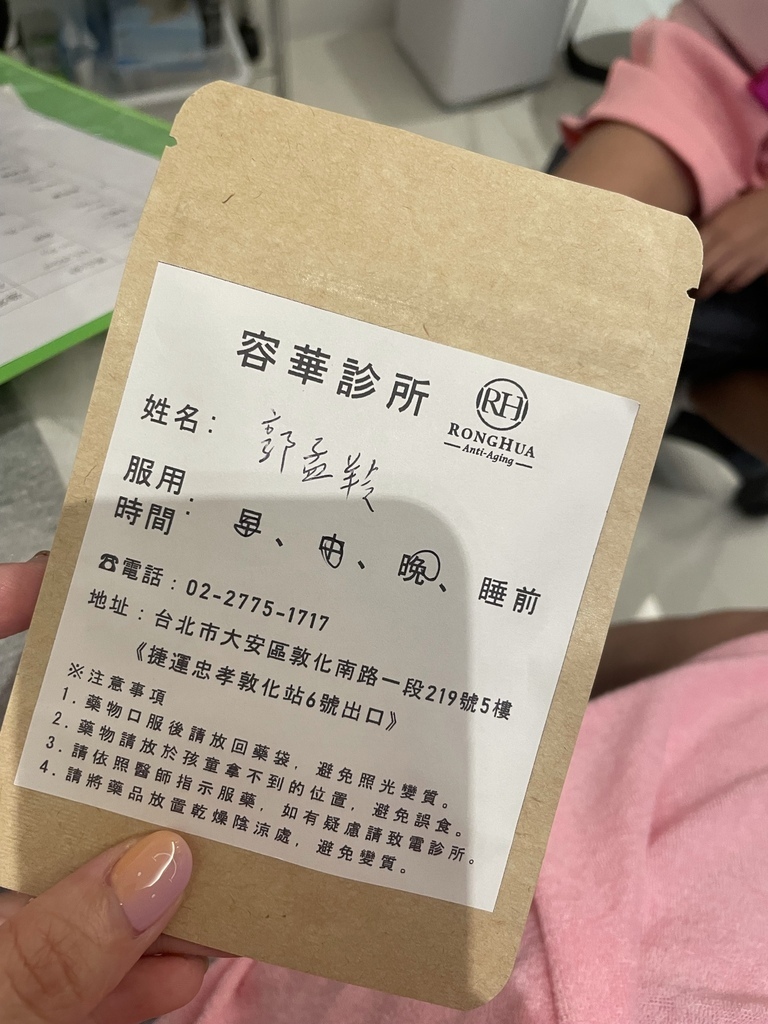 容華診所
RH
RONGHUA
Anti-Aging
姓名： 郭孟羚
服用時間： 早、中、晚、睡前
☎電話：02-2775-1717
地址：台北市大安區敦化南路一段219號5樓
《捷運忠孝敦化站6號出口》
※注意事項
1. 藥物口服後請放回藥袋，避免照光變質。
2. 藥物請放於孩童拿不到的位置，避免誤食。
3. 請依照醫師指示服藥，如有疑慮請致電診所。
4. 請將藥品放置乾燥陰涼處，避免變質。